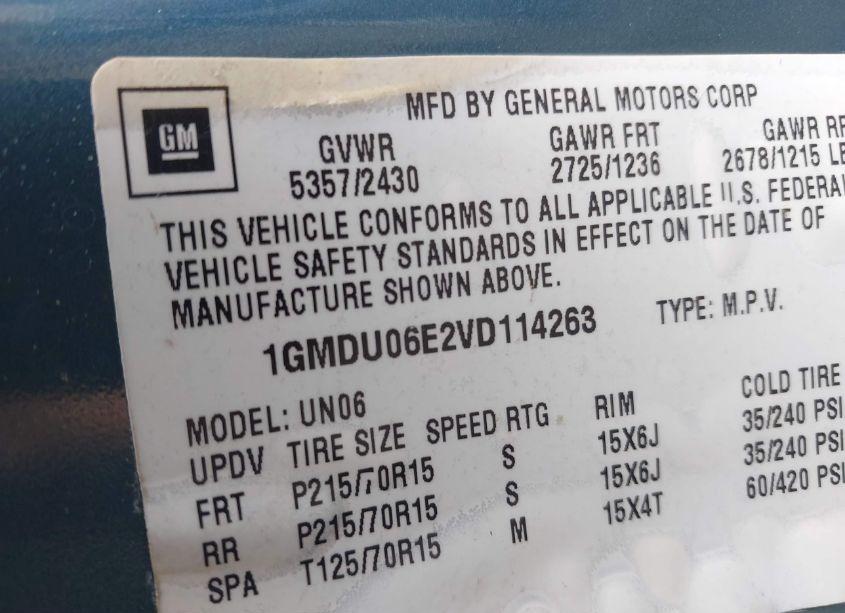 GM
MFD BY GENERAL MOTORS CORP
GVWR GAWR FRT GAWR
5357/2430 2725/1236 2678/1215
THIS VEHICLE CONFORMS TO ALL APPLICABLE U.S. FEDERAL
VEHICLE SAFETY STANDARDS IN EFFECT ON THE DATE OF
MANUFACTURE SHOWN ABOVE.
1GMDU06E2VD114263 TYPE: M.P.V.
MODEL: UN06
UPDV TIRE SIZE SPEED RTG RIM COLD TIRE
FRT P215/70R15 S 15X6J 35/240 PSI
RR P215/70R15 S 15X6J 35/240 PSI
SPA T125/70R15 M 15X4T 60/420 PSI